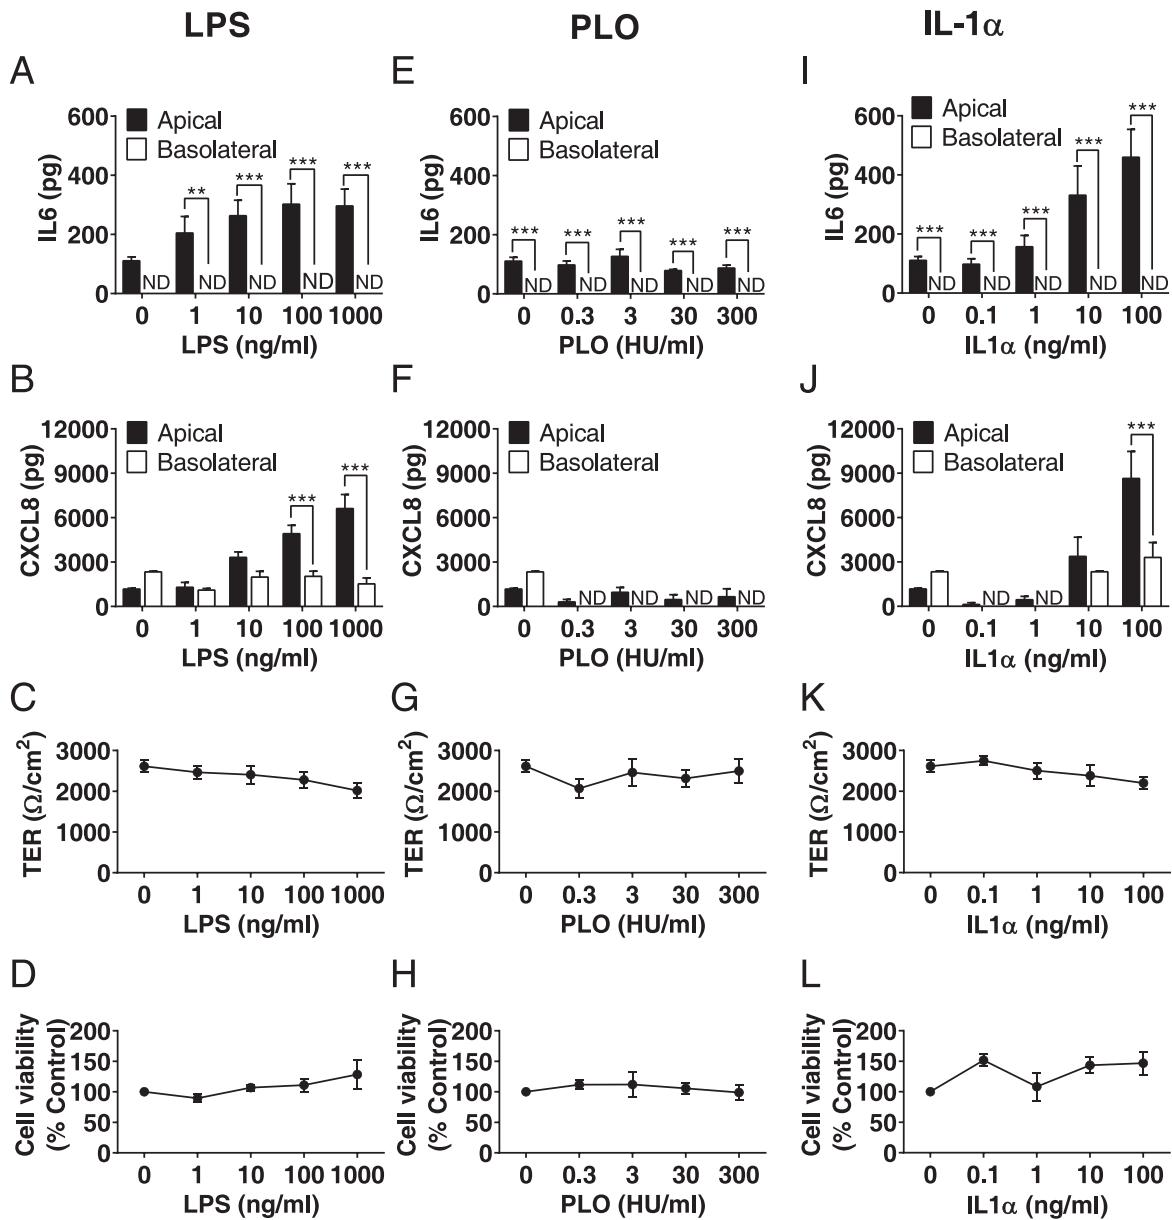 LPS PLO IL-1α
A E I
600 Apical 600 Apical 600 Apical
Basolateral Basolateral Basolateral
IL6 (pg) IL6 (pg) IL6 (pg)
400 400 400
** *** *** *** *** *** *** *** *** *** *** *** *** ***
200 200 200
ND ND ND ND ND ND ND ND ND ND ND ND ND ND ND
0 0 0
0 1 10 100 1000 0 0.3 3 30 300 0 0.1 1 10 100
LPS (ng/ml) PLO (HU/ml) IL1α (ng/ml)
B F J
12000 Apical 12000 Apical 12000 Apical
9000 Basolateral 9000 Basolateral 9000 Basolateral
CXCL8 (pg) CXCL8 (pg) CXCL8 (pg)
*** *** ***
6000 6000 6000
3000 3000 3000
ND ND ND ND ND ND
0 0 0
0 1 10 100 1000 0 0.3 3 30 300 0 0.1 1 10 100
LPS (ng/ml) PLO (HU/ml) IL1α (ng/ml)
C G K
TER (Ω/cm²) TER (Ω/cm²) TER (Ω/cm²)
3000 3000 3000
2000 2000 2000
1000 1000 1000
0 0 0
0 1 10 100 1000 0 0.3 3 30 300 0 0.1 1 10 100
LPS (ng/ml) PLO (HU/ml) IL1α (ng/ml)
D H L
Cell viability Cell viability Cell viability
(% Control) (% Control) (% Control)
200 200 200
150 150 150
100 100 100
50 50 50
0 0 0
0 1 10 100 1000 0 0.3 3 30 300 0 0.1 1 10 100
LPS (ng/ml) PLO (HU/ml) IL1α (ng/ml)